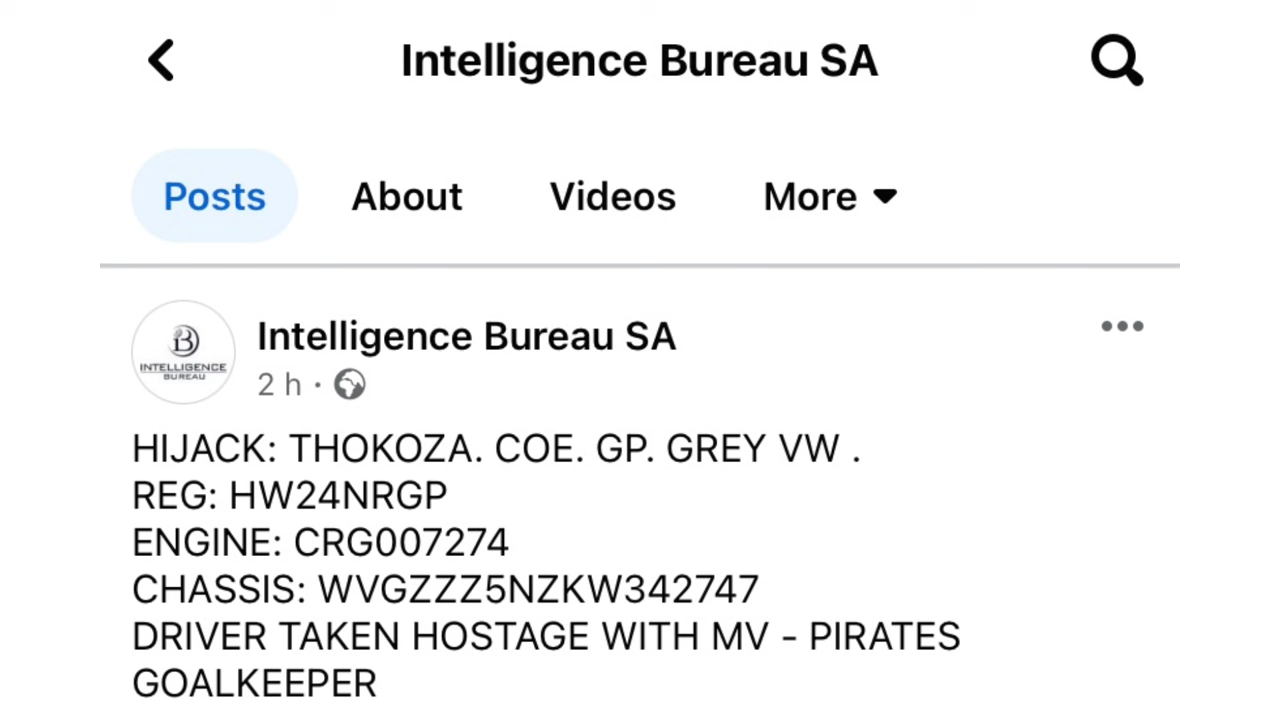 Intelligence Bureau SA
Posts About Videos More
Intelligence Bureau SA
B
INTELLIGENCE
BUREAU
2 h ·
HIJACK: THOKOZA. COE. GP. GREY VW .
REG: HW24NRGP
ENGINE: CRG007274
CHASSIS: WVGZZZ5NZKW342747
DRIVER TAKEN HOSTAGE WITH MV - PIRATES
GOALKEEPER